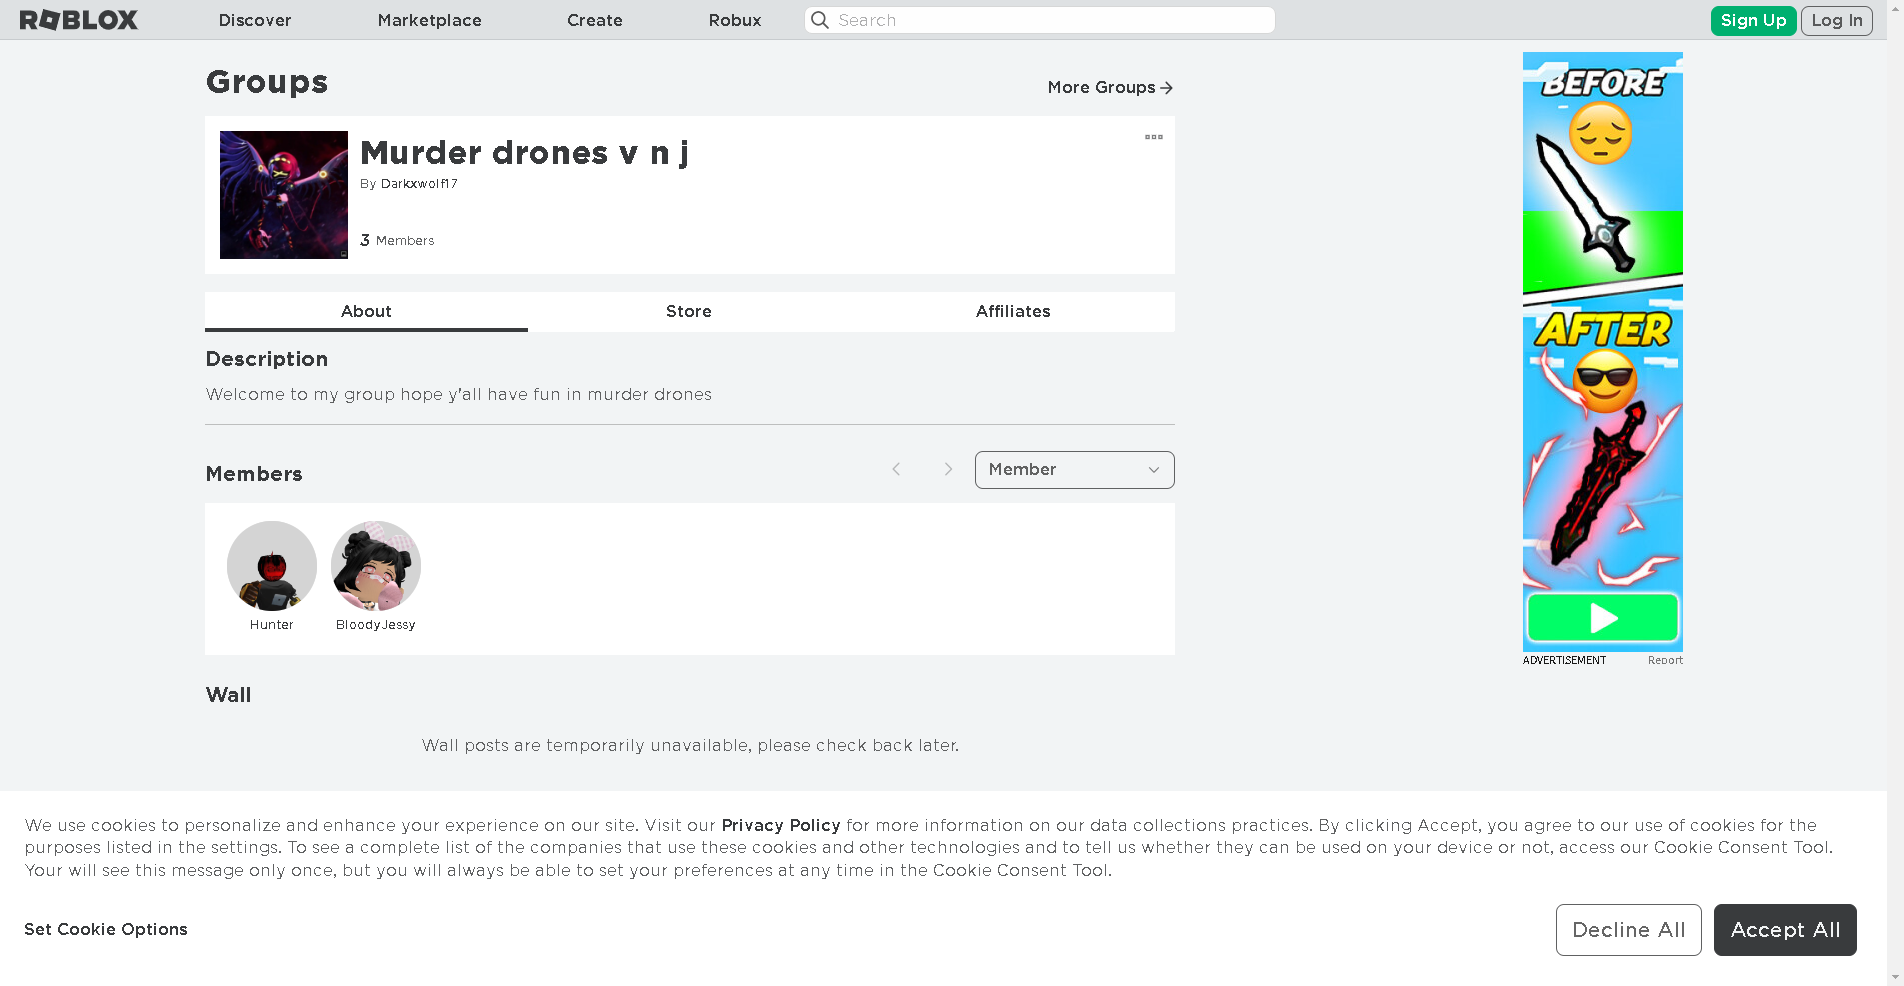 ROBLOX
Discover
Marketplace
Create
Robux
Search
Sign Up
Log In
Groups
More Groups
Murder drones v n j
By Darkxwolf17
3 Members
About
Store
Affiliates
Description
Welcome to my group hope y'all have fun in murder drones
Members
Member
Hunter
BloodyJessy
Wall
Wall posts are temporarily unavailable, please check back later.
BEFORE
AFTER
ADVERTISEMENT
Report
We use cookies to personalize and enhance your experience on our site. Visit our Privacy Policy for more information on our data collections practices. By clicking Accept, you agree to our use of cookies for the
purposes listed in the settings. To see a complete list of the companies that use these cookies and other technologies and to tell us whether they can be used on your device or not, access our Cookie Consent Tool.
Your will see this message only once, but you will always be able to set your preferences at any time in the Cookie Consent Tool.
Set Cookie Options
Decline All
Accept All